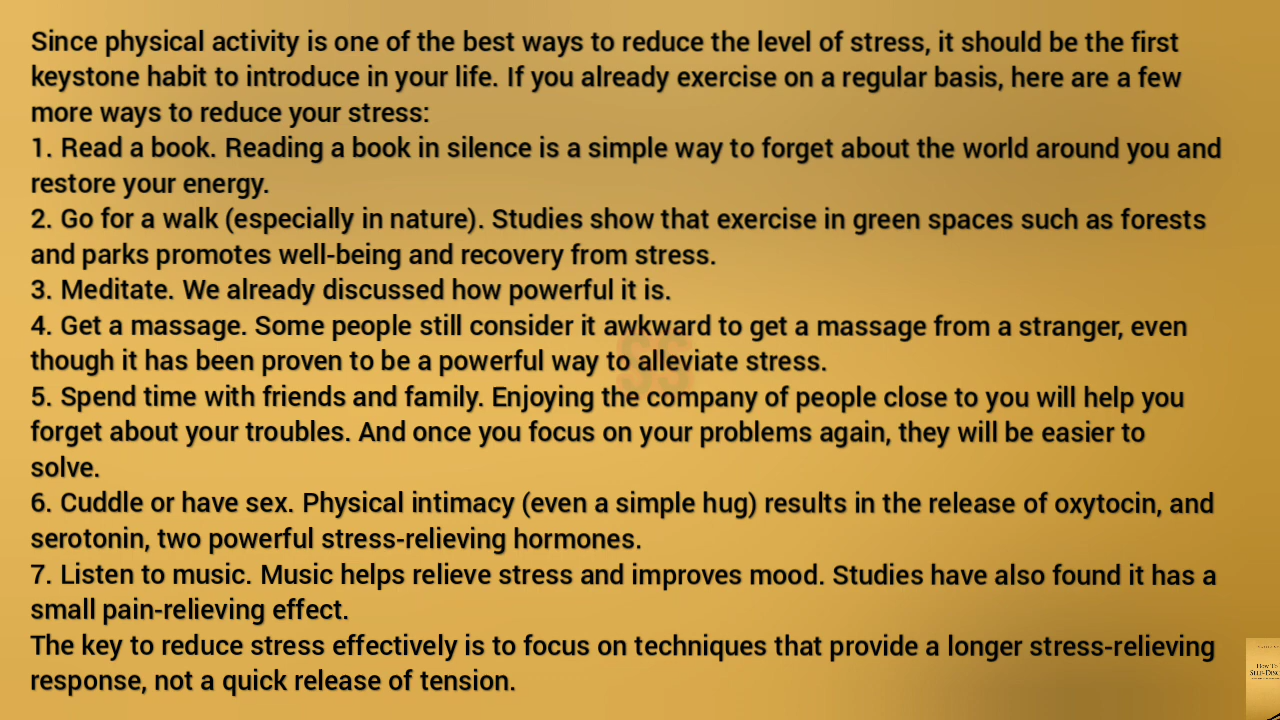 Since physical activity is one of the best ways to reduce the level of stress, it should be the first
keystone habit to introduce in your life. If you already exercise on a regular basis, here are a few
more ways to reduce your stress:
1. Read a book. Reading a book in silence is a simple way to forget about the world around you and
restore your energy.
2. Go for a walk (especially in nature). Studies show that exercise in green spaces such as forests
and parks promotes well-being and recovery from stress.
3. Meditate. We already discussed how powerful it is.
4. Get a massage. Some people still consider it awkward to get a massage from a stranger, even
though it has been proven to be a powerful way to alleviate stress.
SS
5. Spend time with friends and family. Enjoying the company of people close to you will help you
forget about your troubles. And once you focus on your problems again, they will be easier to
solve.
6. Cuddle or have sex. Physical intimacy (even a simple hug) results in the release of oxytocin, and
serotonin, two powerful stress-relieving hormones.
7. Listen to music. Music helps relieve stress and improves mood. Studies have also found it has a
small pain-relieving effect.
The key to reduce stress effectively is to focus on techniques that provide a longer stress-relieving
response, not a quick release of tension.
How To